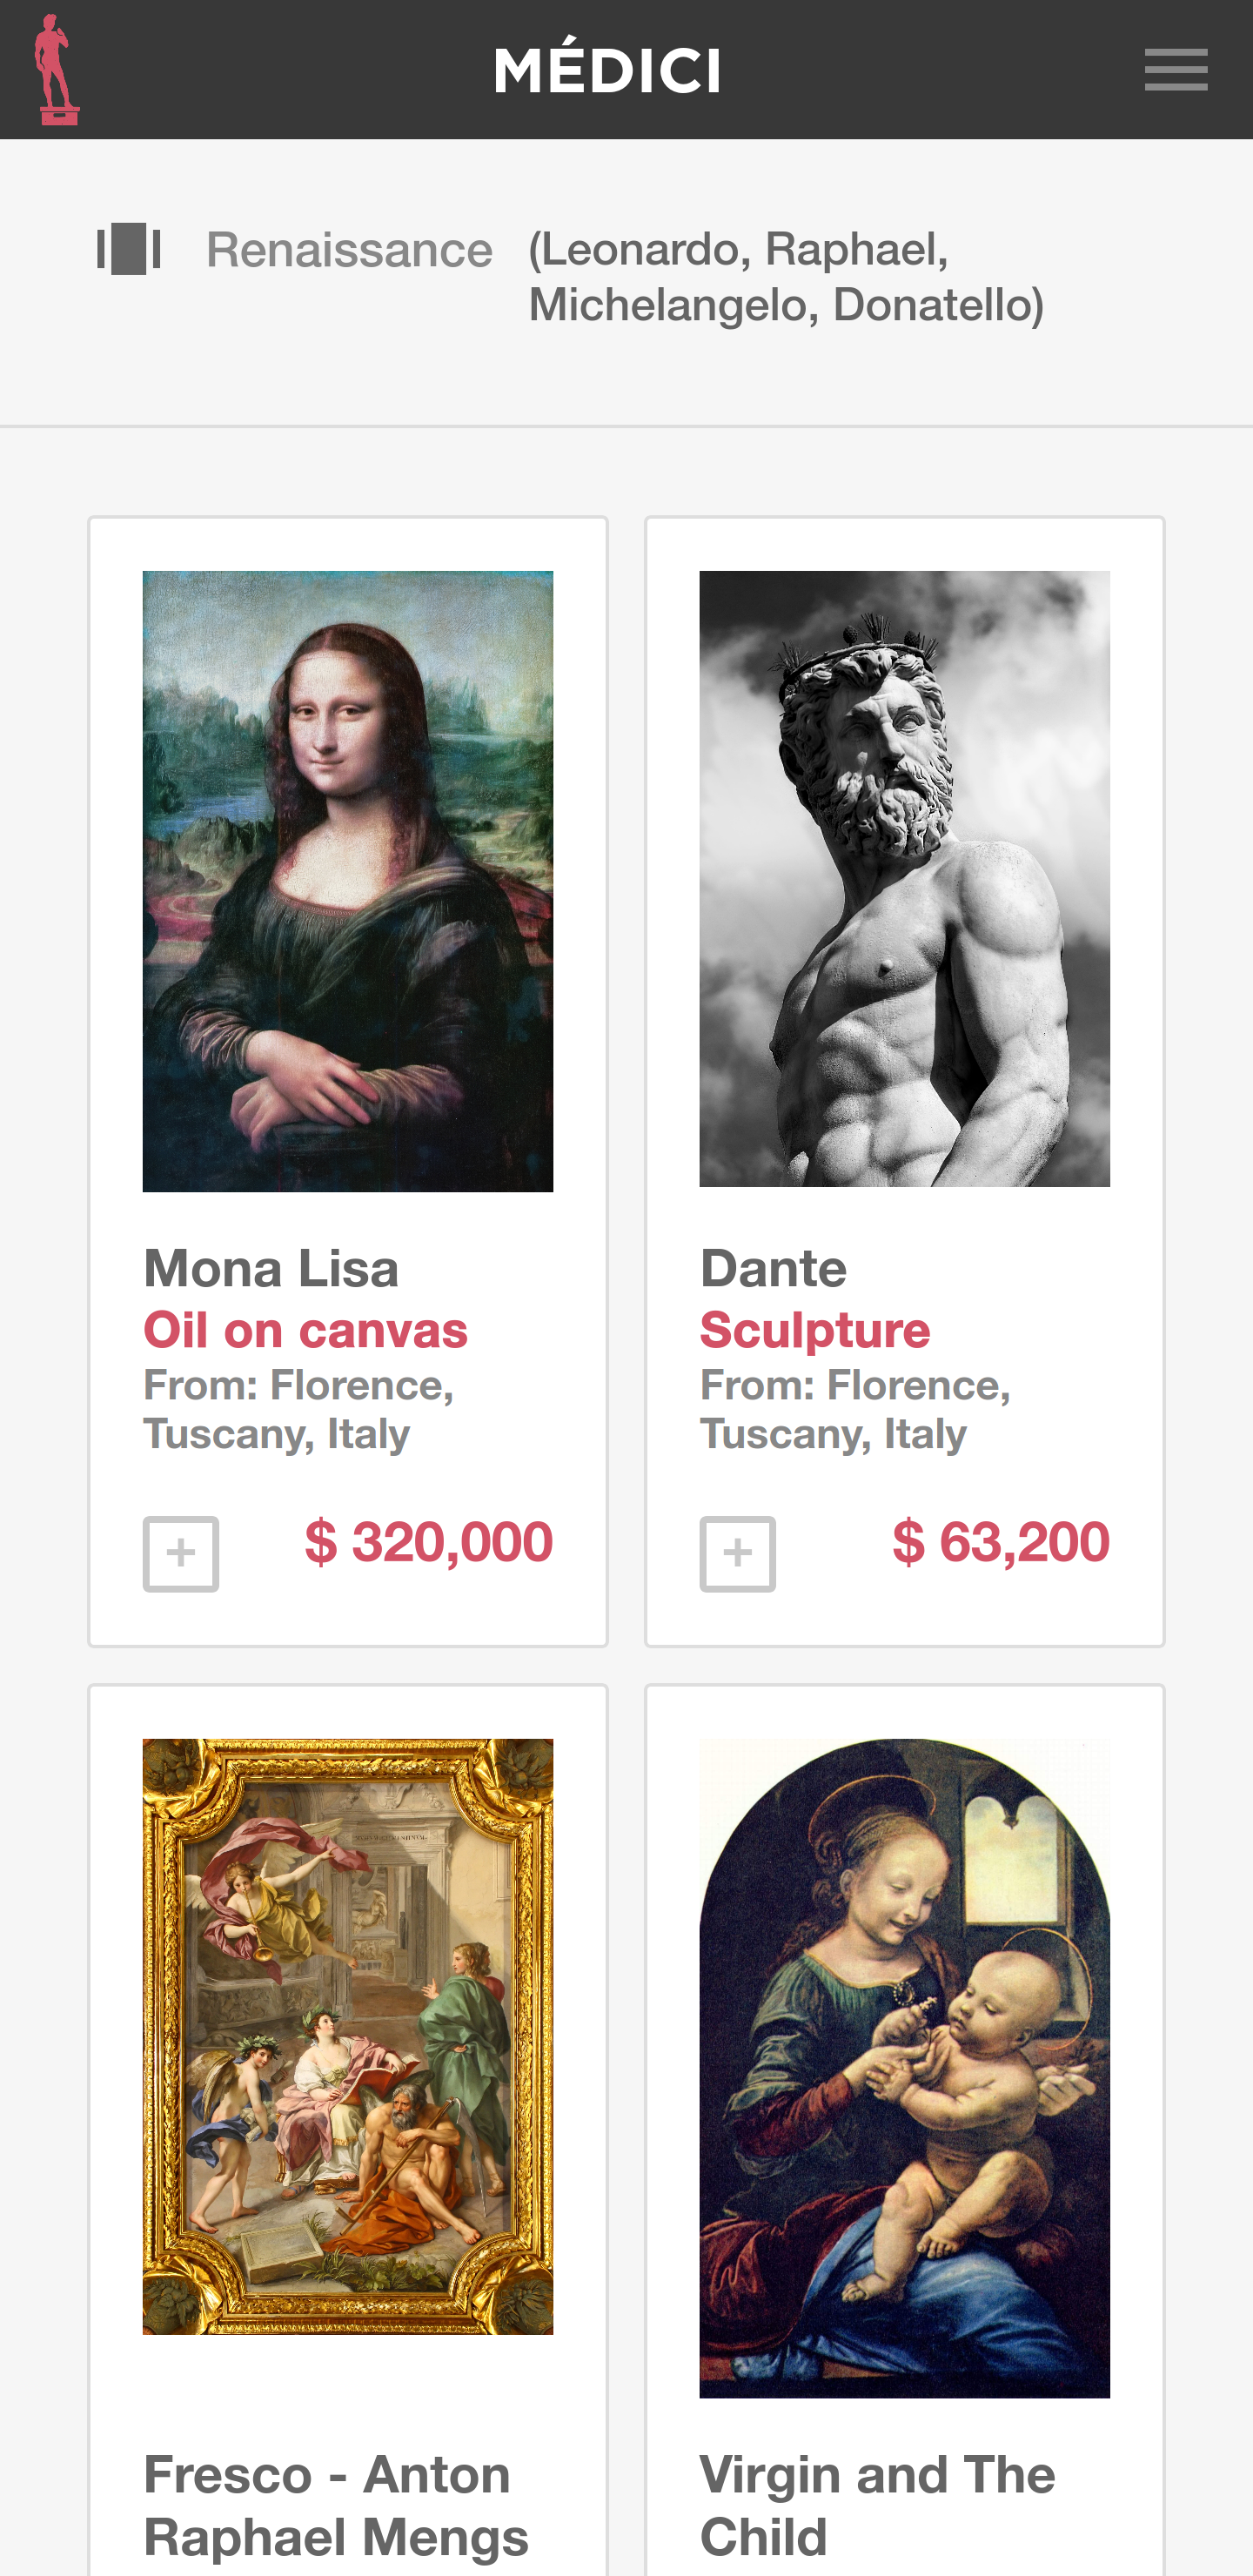 MÉDICI
Renaissance
(Leonardo, Raphael,
Michelangelo, Donatello)
Mona Lisa
Oil on canvas
From: Florence,
Tuscany, Italy
+
$ 320,000
Dante
Sculpture
From: Florence,
Tuscany, Italy
+
$ 63,200
Fresco - Anton
Raphael Mengs
Virgin and The
Child